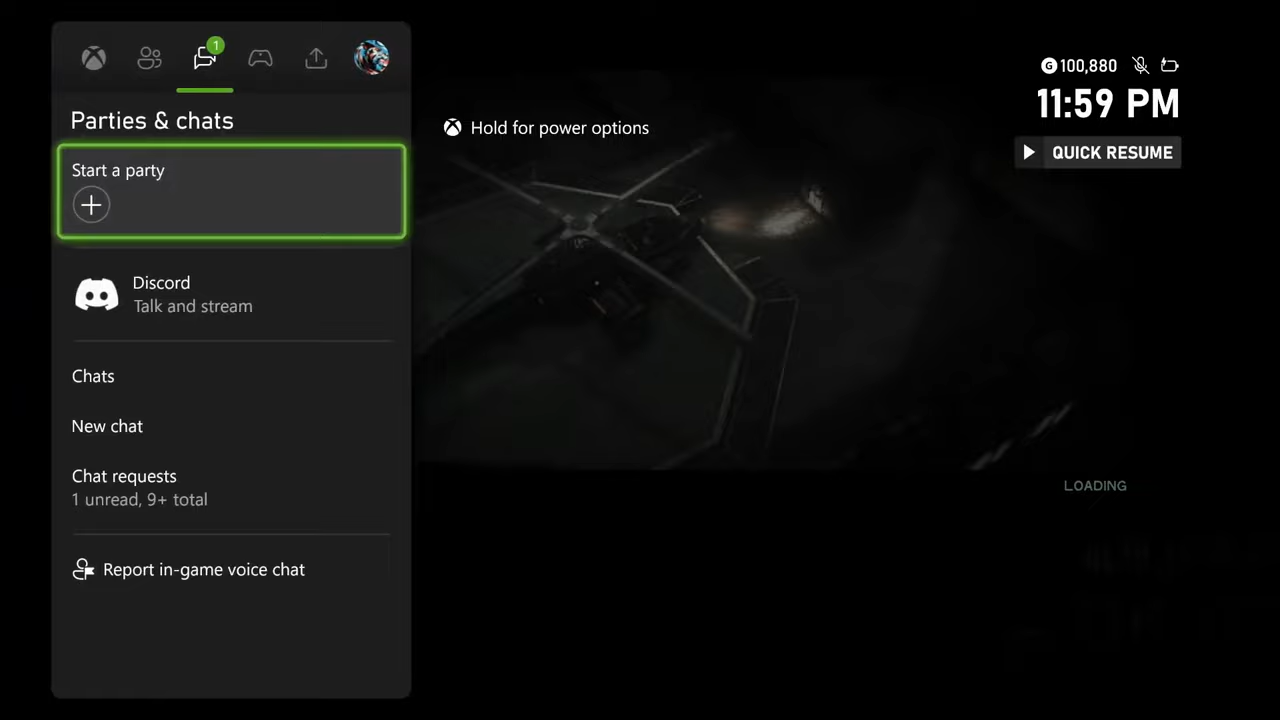 1
Parties & chats
Start a party
Discord
Talk and stream
Chats
New chat
Chat requests
1 unread, 9+ total
Report in-game voice chat
Hold for power options
G 100,880
11:59 PM
QUICK RESUME
LOADING